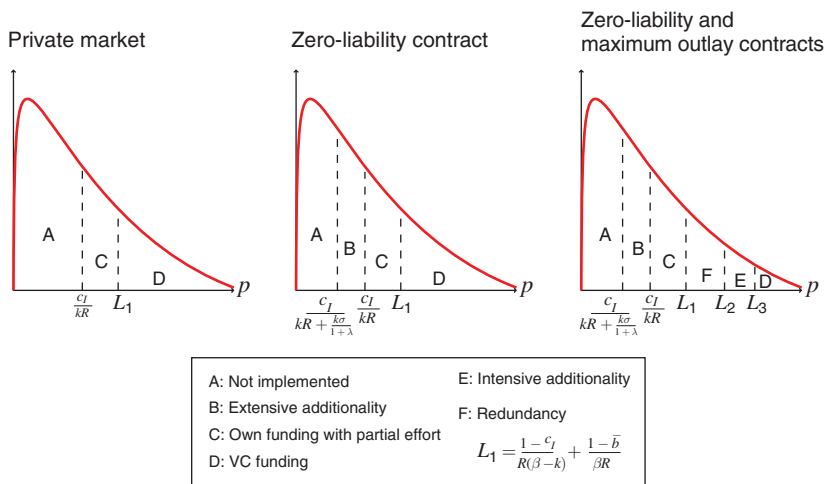 Private market
Zero-liability contract
Zero-liability and
maximum outlay contracts
A
C
D
p
c_I/kR
L_1
A
B
C
D
p
c_I/(kR + kσ/(1+λ))
c_I/kR
L_1
A
B
C
F
E
D
p
c_I/(kR + kσ/(1+λ))
c_I/kR
L_1
L_2
L_3
A: Not implemented
B: Extensive additionality
C: Own funding with partial effort
D: VC funding
E: Intensive additionality
F: Redundancy
L_1 = (1−c_I)/(R(β−k)) + (1−b̄)/(βR)